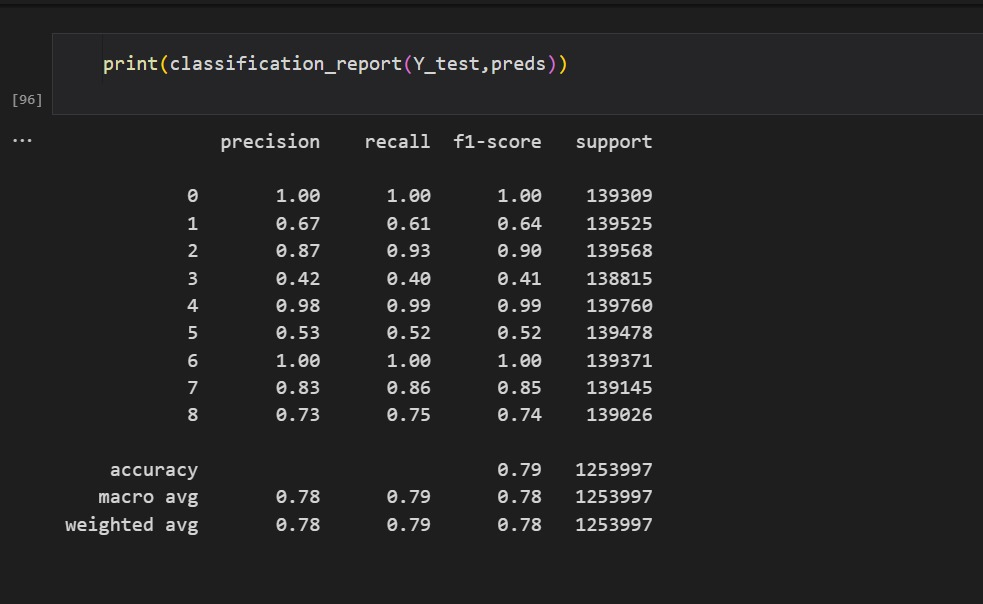 print(classification_report(Y_test,preds))
[96]
...
precision recall f1-score support
0 1.00 1.00 1.00 139309
1 0.67 0.61 0.64 139525
2 0.87 0.93 0.90 139568
3 0.42 0.40 0.41 138815
4 0.98 0.99 0.99 139760
5 0.53 0.52 0.52 139478
6 1.00 1.00 1.00 139371
7 0.83 0.86 0.85 139145
8 0.73 0.75 0.74 139026
accuracy 0.79 1253997
macro avg 0.78 0.79 0.78 1253997
weighted avg 0.78 0.79 0.78 1253997